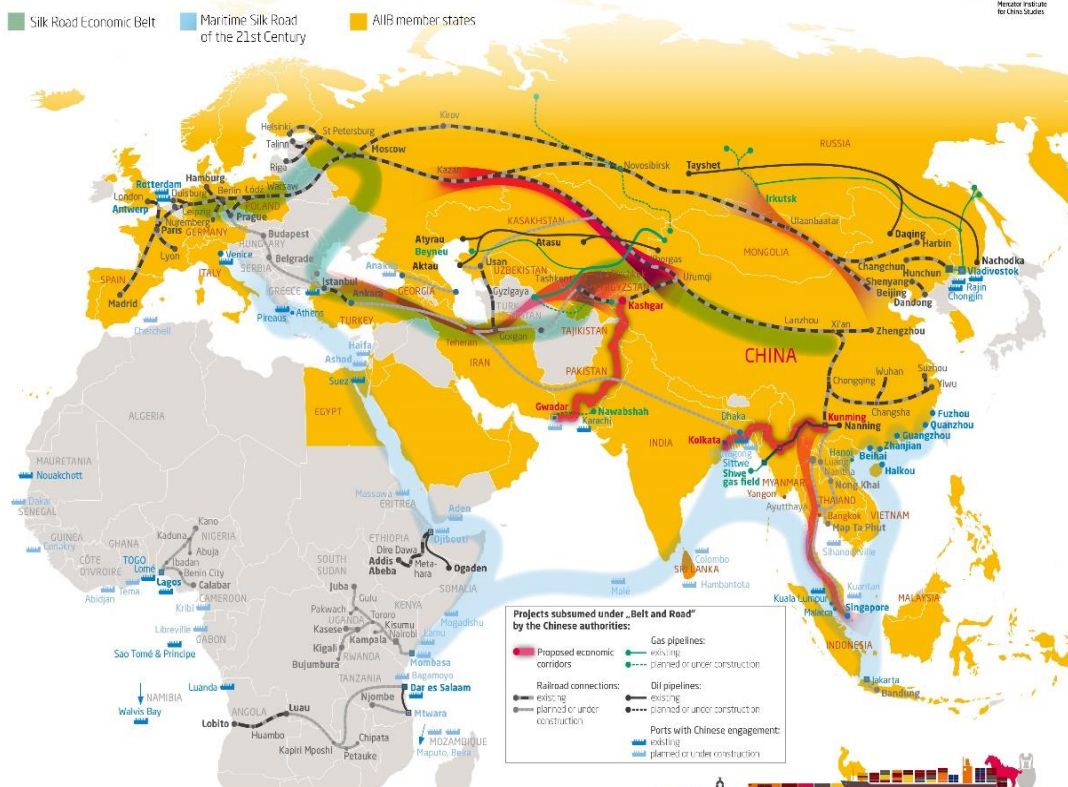 Mercator Institute
for China Studies
Silk Road Economic Belt
Maritime Silk Road
of the 21st Century
AIIB member states
Kirov
Helsinki
St Petersburg
Talinn
Moscow
RUSSIA
Riga
Kazan
Novosibirsk
Tayshet
Hamburg
Rotterdam
Duisburg
Berlin
Łódź
Warsaw
London
POLAND
Irkutsk
Antwerp
Leipzig
Prague
Nuremberg
Paris
GERMANY
KASAKHSTAN
Ulaanbaatar
Daqing
Budapest
HUNGARY
Atyrau
Atasu
Harbin
Lyon
Beyneu
MONGOLIA
Venice
Belgrade
Usan
Nachodka
SERBIA
Aktau
UZBEKISTAN
Changchun
Hunchun
Vladivostok
SPAIN
ITALY
Anaklia
Tashkent
Urumqi
Shenyang
Rajin
Istanbul
GEORGIA
Gyzlgaya
Beijing
Chongjin
Madrid
GREECE
Ankara
Kashgar
Dandong
Pireaus
Athens
Lanzhou
Xi'an
Zhengzhou
Cherchell
TURKEY
Gorgan
TAJIKISTAN
Teheran
Haifa
CHINA
Ashod
IRAN
PAKISTAN
Suzhou
Suez
Wuhan
Chongqing
Yiwu
EGYPT
Gwadar
Nawabshah
Changsha
ALGERIA
Karachi
Dhaka
Kunming
Fuzhou
Nanning
Quanzhou
INDIA
Kolkata
Guangzhou
Sittwe
Hanoi
Zhanjian
Beihai
MAURETANIA
Shwe
gas field
Haikou
Nouakchott
MYANMAR
Nong Khai
Massawa
Yangon
Dakar
ERITREA
Aden
Ayutthaya
THAILAND
SENEGAL
VIETNAM
Kano
Bangkok
Kaduna
NIGERIA
Djibouti
Map Ta Phut
GUINEA
ETHIOPIA
Conakry
GHANA
Abuja
Dire Dawa
Sihanoukville
CÔTE
D'IVROIRE
TOGO
Ibadan
SOUTH
SUDAN
Addis
Abeba
Meta-
hara
Colombo
Lome
Benin City
Ogaden
SRI LANKA
Lagos
Calabar
Juba
Hambantota
Kuantan
Abidjan
Tema
CAMEROON
SOMALIA
Malé
Kuala Lumpur
MALAYSIA
Kribi
Gulu
KENYA
Malacca
Singapore
Pakwach
Tororo
Mogadishu
Libreville
Kasese
UGANDA
Kisumu
GABON
Kampala
Nairobi
Lamu
Kigali
INDONESIA
Sao Tomé & Principe
RWANDA
Bujumbura
Mombasa
Bagamoyo
TANZANIA
Jakarta
NAMIBIA
Luanda
Dar es Salaam
Bandung
Walvis Bay
Njombe
Luau
ANGOLA
Mtwara
Lobito
Huambo
Chipata
MOZAMBIQUE
Kapiri Mposhi
Petauke
Maputo, Beira
Projects subsumed under „Belt and Road"
by the Chinese authorities:
Proposed economic
corridors
Gas pipelines:
existing
planned or under construction
Railroad connections:
existing
planned or under
construction
Oil pipelines:
existing
planned or under construction
Ports with Chinese engagement:
existing
planned or under construction